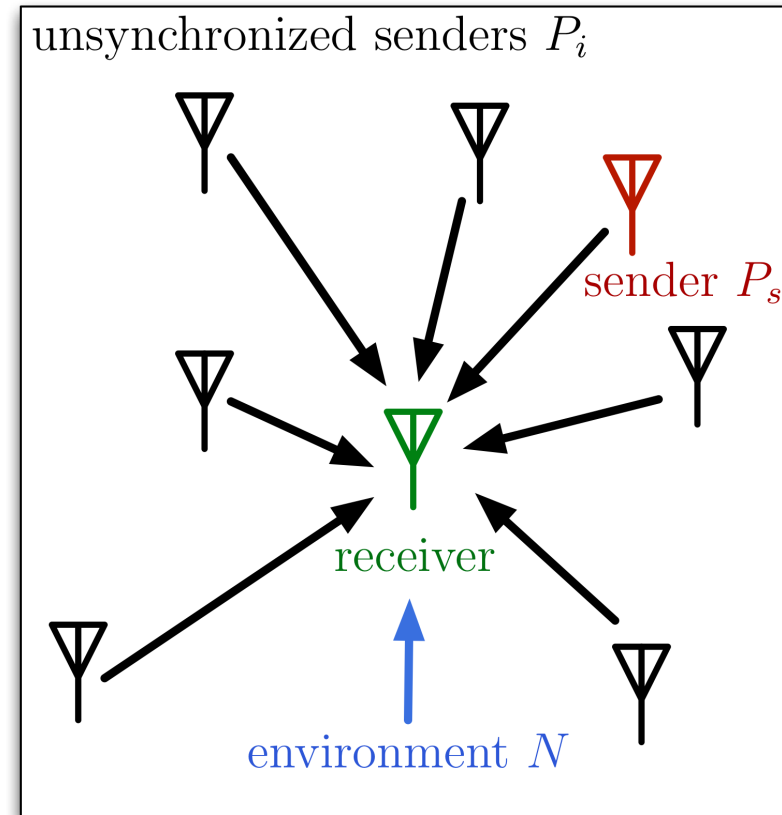 unsynchronized senders $P_i$
sender $P_s$
receiver
environment $N$